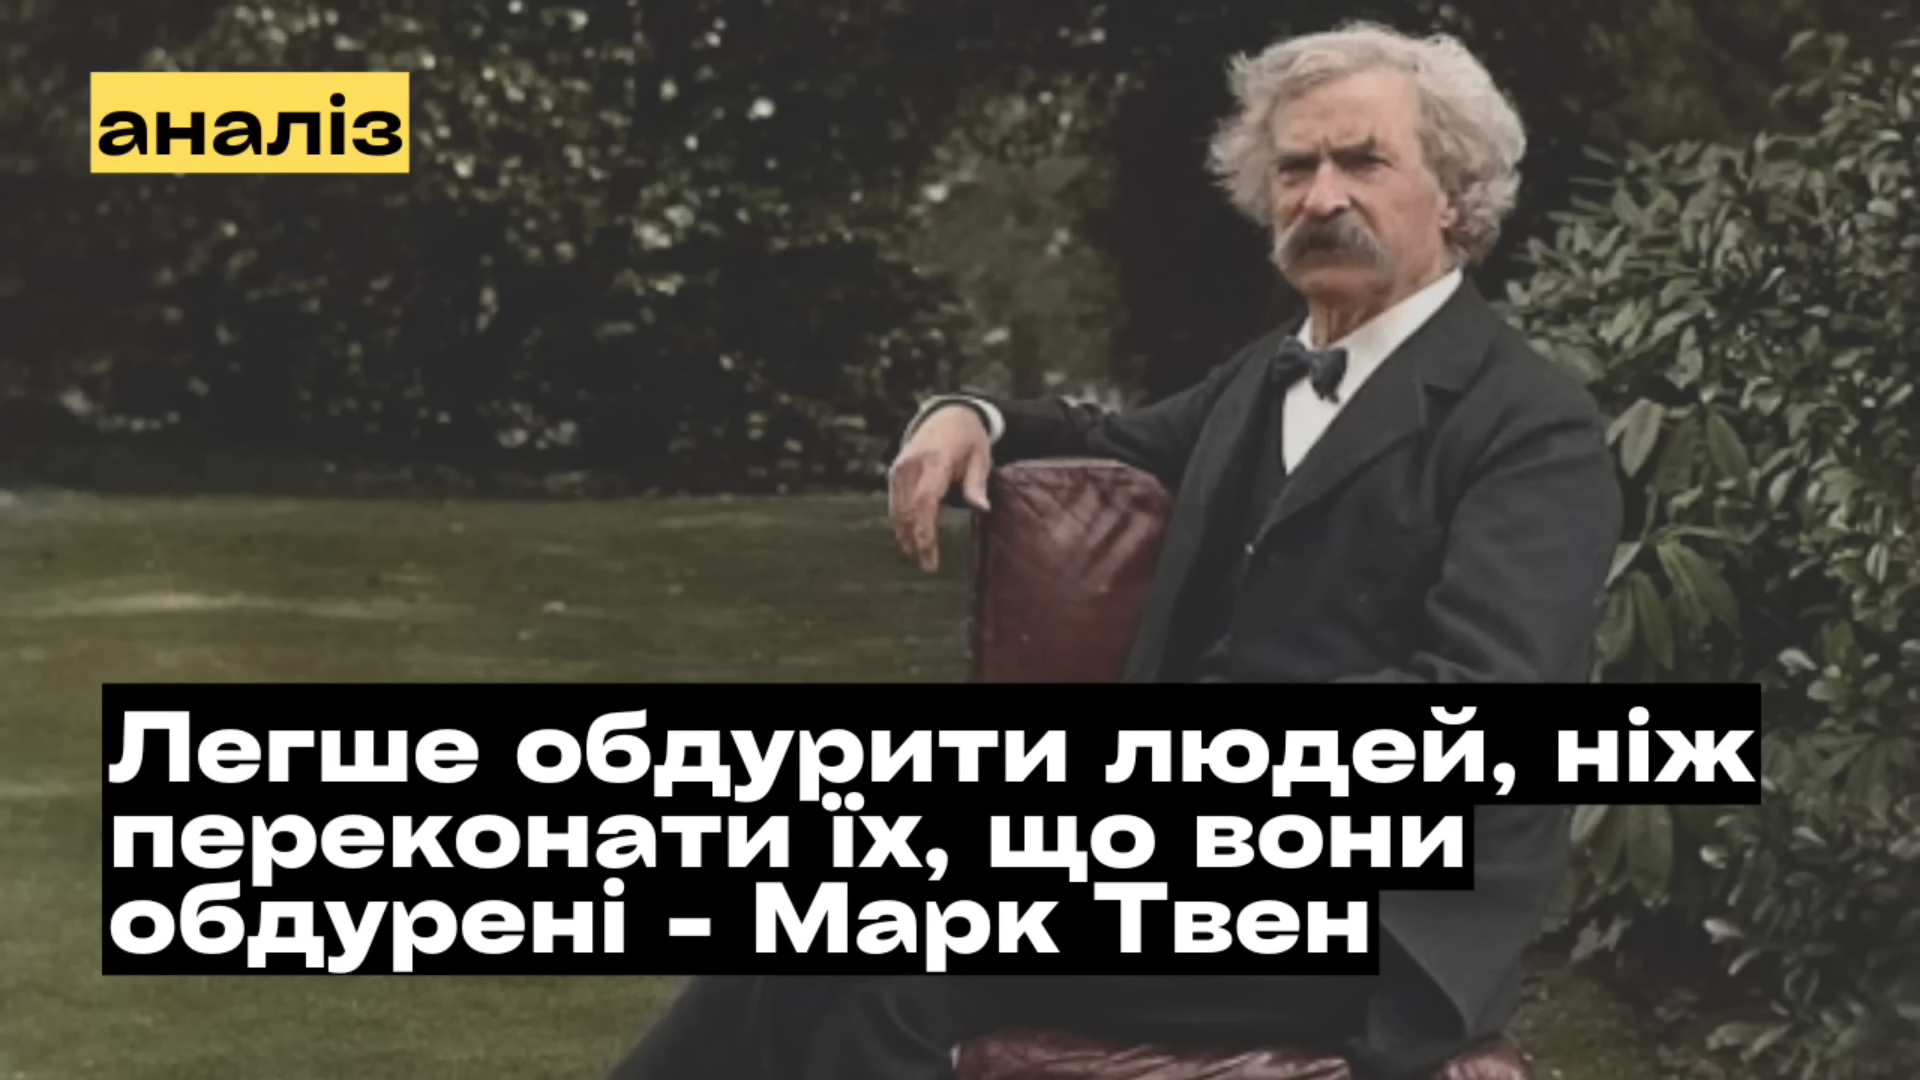 аналіз
Легше обдурити людей, ніж
переконати їх, що вони
обдурені - Марк Твен